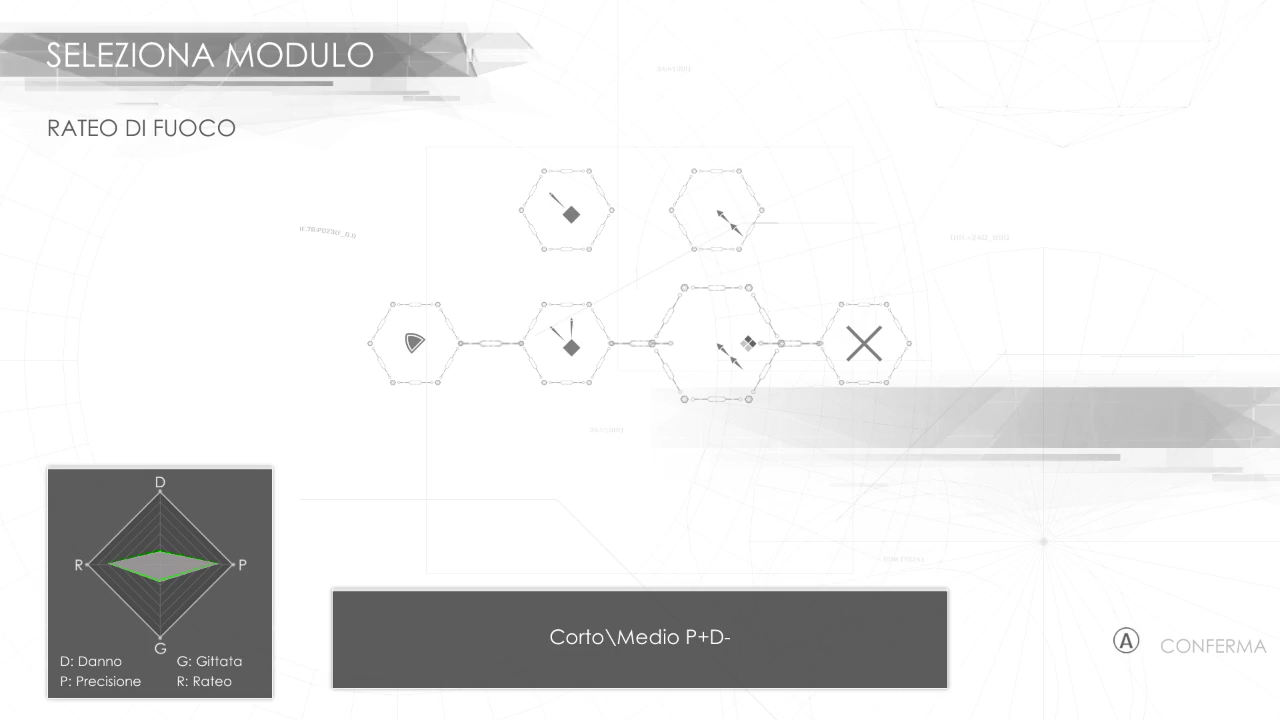 SELEZIONA MODULO
RATEO DI FUOCO
D
R
P
G
D: Danno
G: Gittata
P: Precisione
R: Rateo
Corto\Medio P+D-
A
CONFERMA